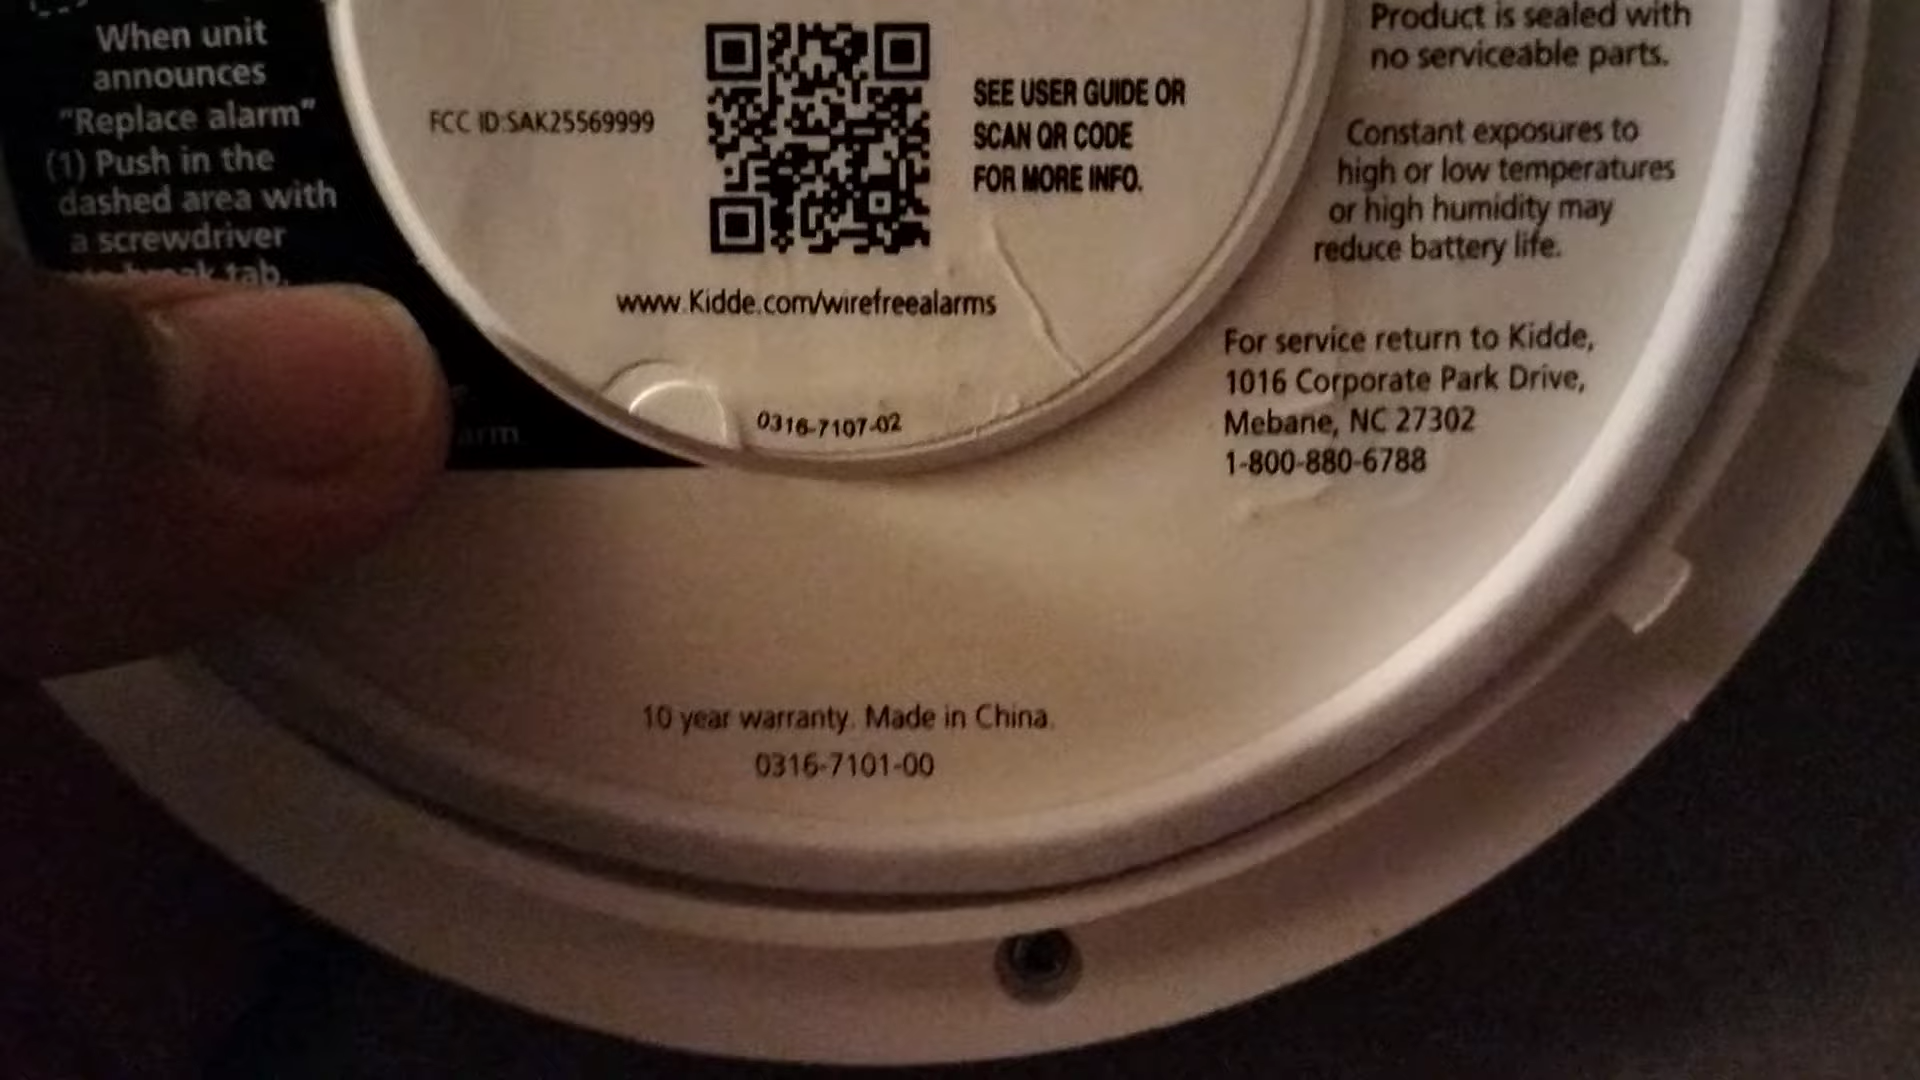 When unit
announces
"Replace alarm"
(1) Push in the
dashed area with
a screwdriver
break tab.
FCC ID:SAK25569999
SEE USER GUIDE OR
SCAN QR CODE
FOR MORE INFO.
www.Kidde.com/wirefreealarms
0316-7107-02
Product is sealed with
no serviceable parts.
Constant exposures to
high or low temperatures
or high humidity may
reduce battery life.
For service return to Kidde,
1016 Corporate Park Drive,
Mebane, NC 27302
1-800-880-6788
10 year warranty. Made in China.
0316-7101-00